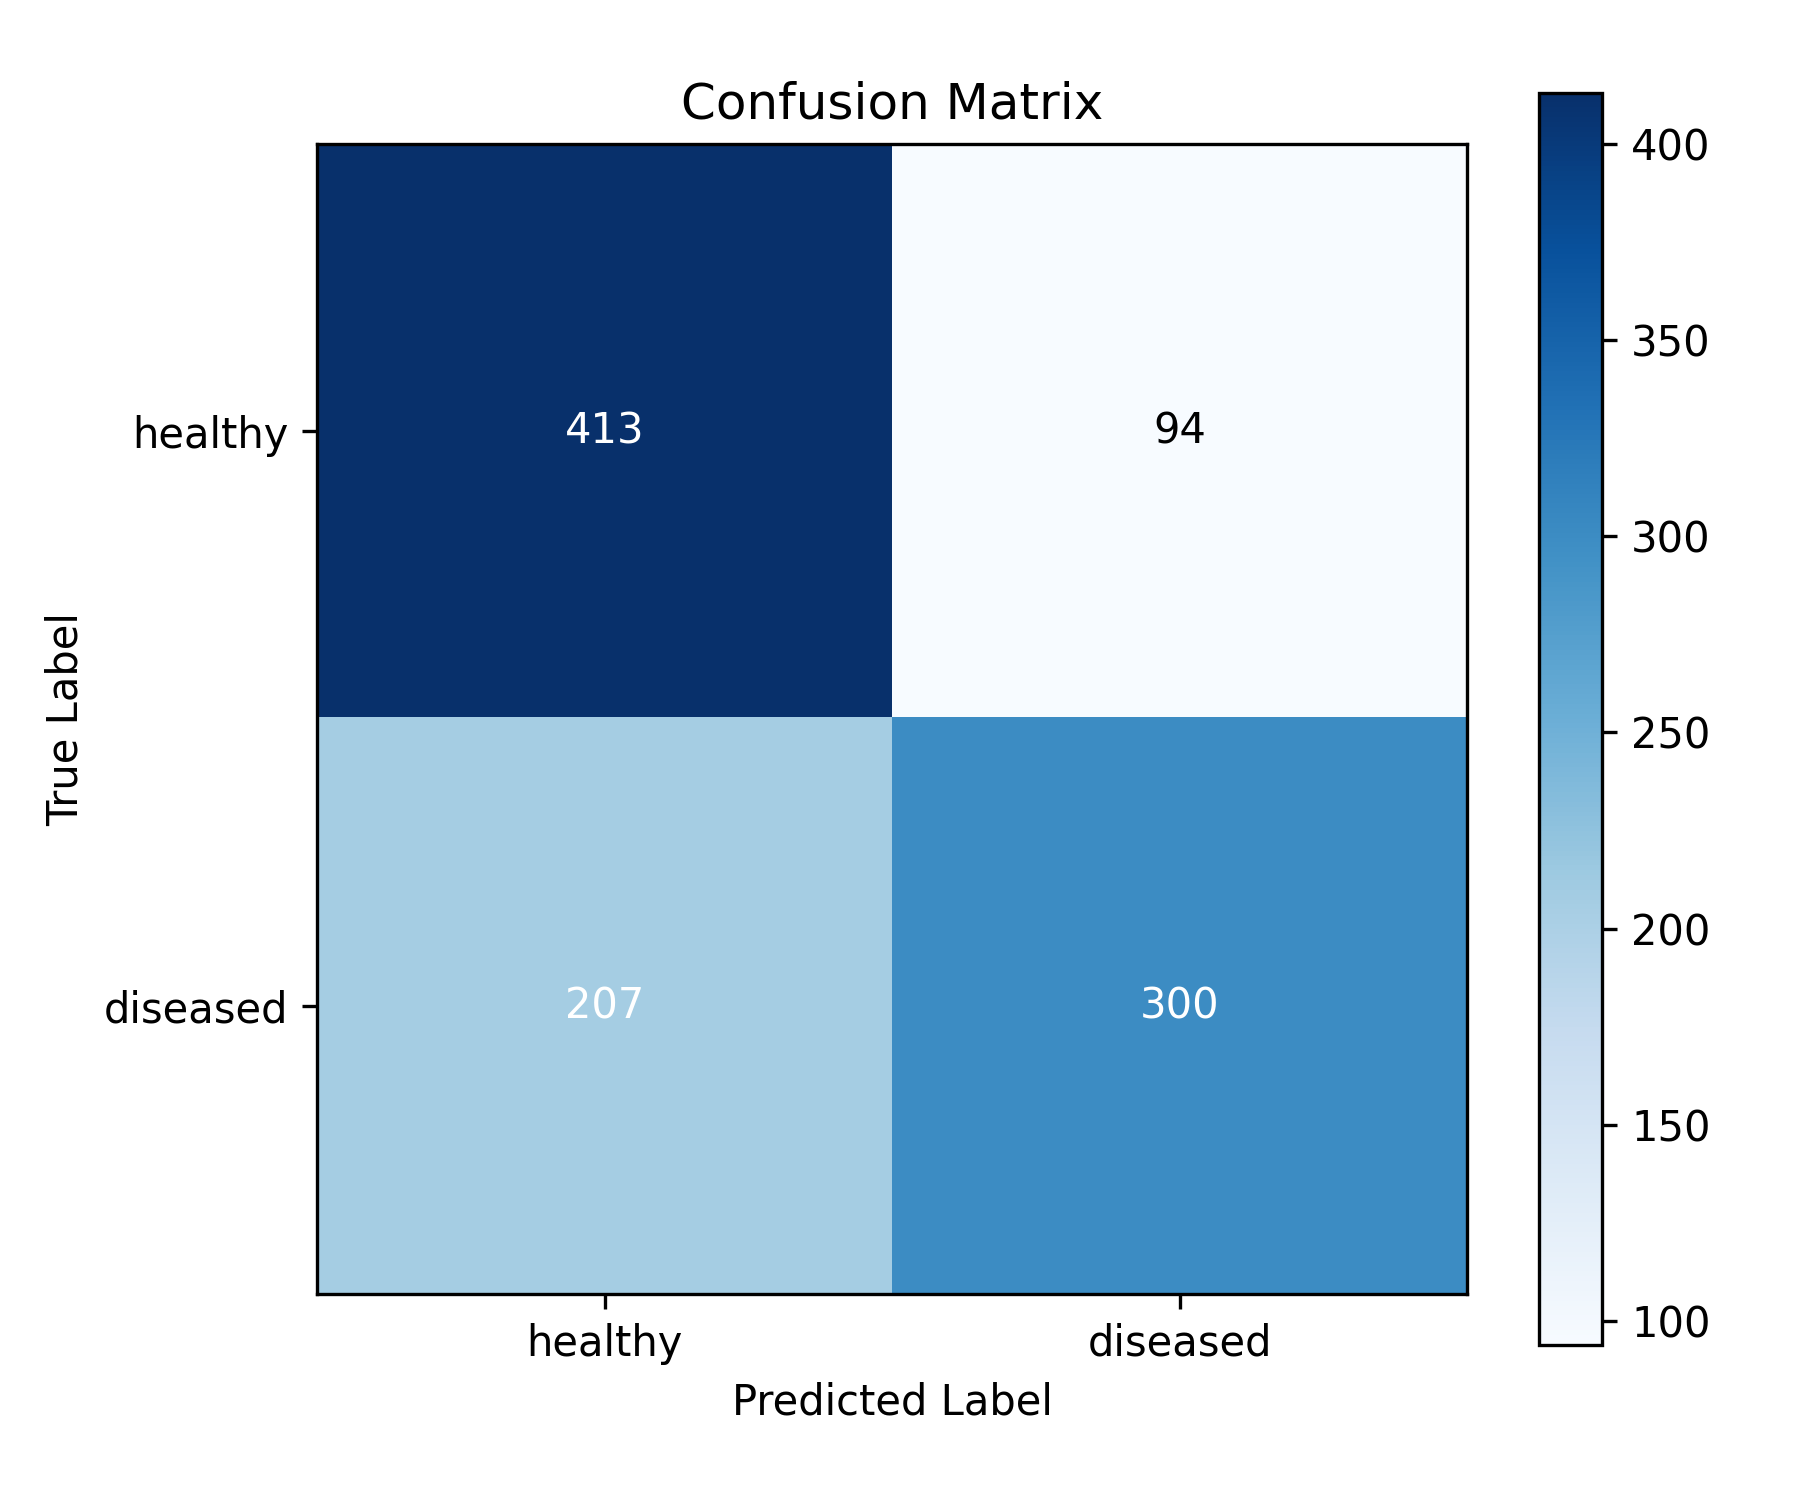 Confusion Matrix
400
350
300
250
200
150
100
True Label
healthy
413 94
diseased
207 300
healthy diseased
Predicted Label